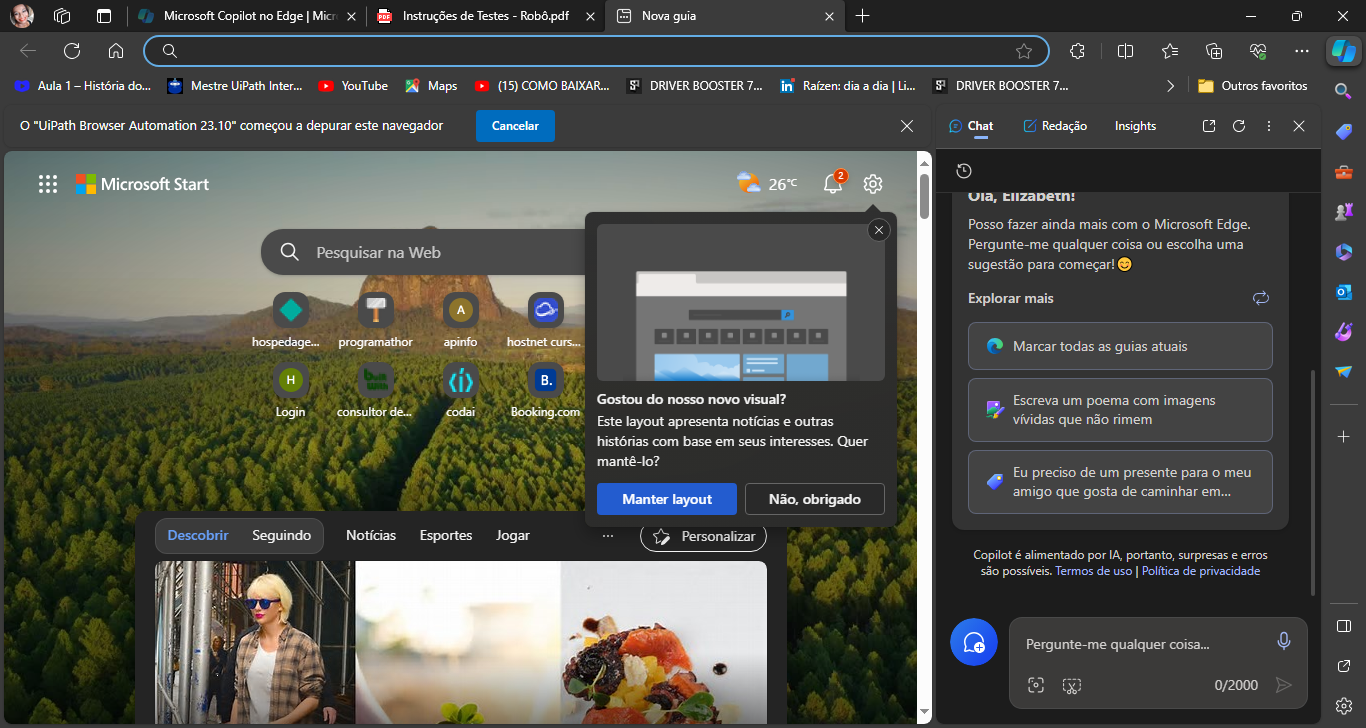 Microsoft Copilot no Edge | Micr
Instruções de Testes - Robô.pdf
Nova guia
Aula 1 – História do...
Mestre UiPath Inter...
YouTube
Maps
(15) COMO BAIXAR...
DRIVER BOOSTER 7...
Raízen: dia a dia | Li...
DRIVER BOOSTER 7...
Outros favoritos
O "UiPath Browser Automation 23.10" começou a depurar este navegador
Cancelar
Microsoft Start
26°C
2
Pesquisar na Web
hospedage...
programathor
A
apinfo
hostnet curs...
H
Login
consultor de...
codai
B.
Booking.com
Gostou do nosso novo visual?
Este layout apresenta notícias e outras
histórias com base em seus interesses. Quer
mantê-lo?
Manter layout
Não, obrigado
Descobrir
Seguindo
Notícias
Esportes
Jogar
...
Personalizar
Chat
Redação
Insights
Olá, Elizabeth!
Posso fazer ainda mais com o Microsoft Edge.
Pergunte-me qualquer coisa ou escolha uma
sugestão para começar!😊
Explorar mais
Marcar todas as guias atuais
Escreva um poema com imagens
vívidas que não rimem
Eu preciso de um presente para o meu
amigo que gosta de caminhar em...
Copilot é alimentado por IA, portanto, surpresas e erros
são possíveis. Termos de uso | Política de privacidade
Pergunte-me qualquer coisa...
0/2000